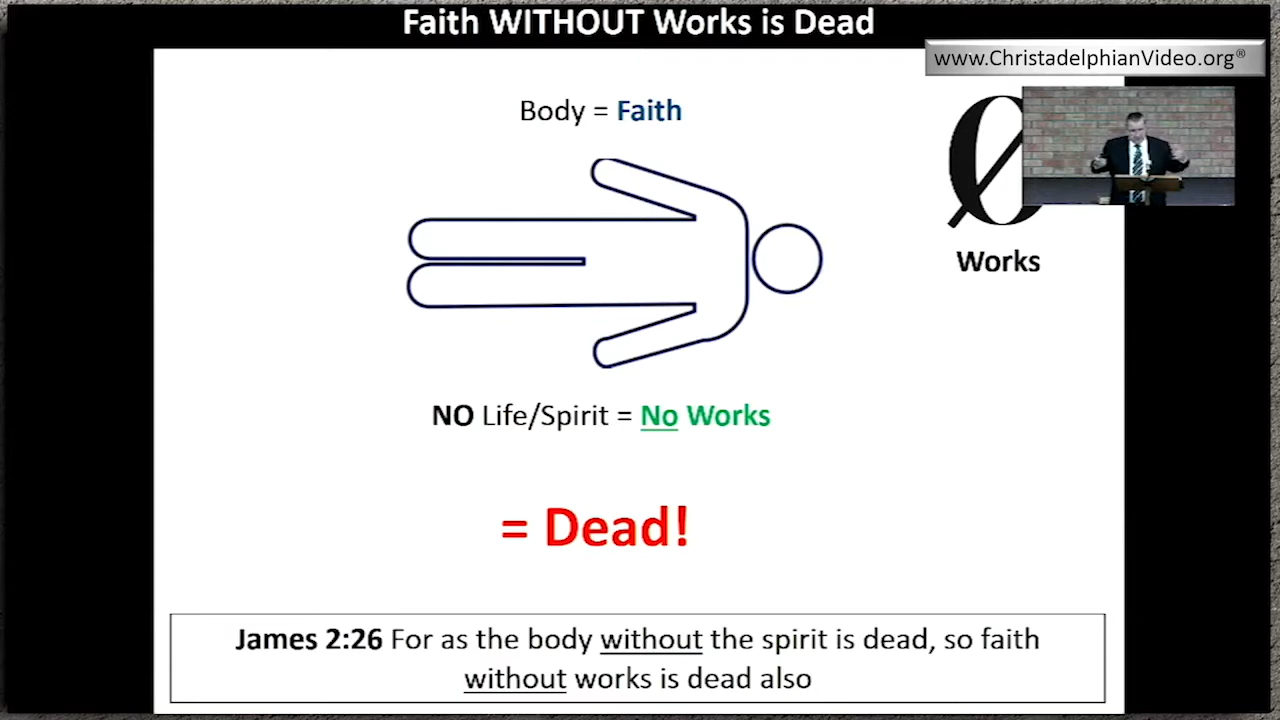 Faith WITHOUT Works is Dead
www.ChristadelphianVideo.org®
Body = Faith
Ø
Works
NO Life/Spirit = No Works
= Dead!
James 2:26 For as the body without the spirit is dead, so faith
without works is dead also